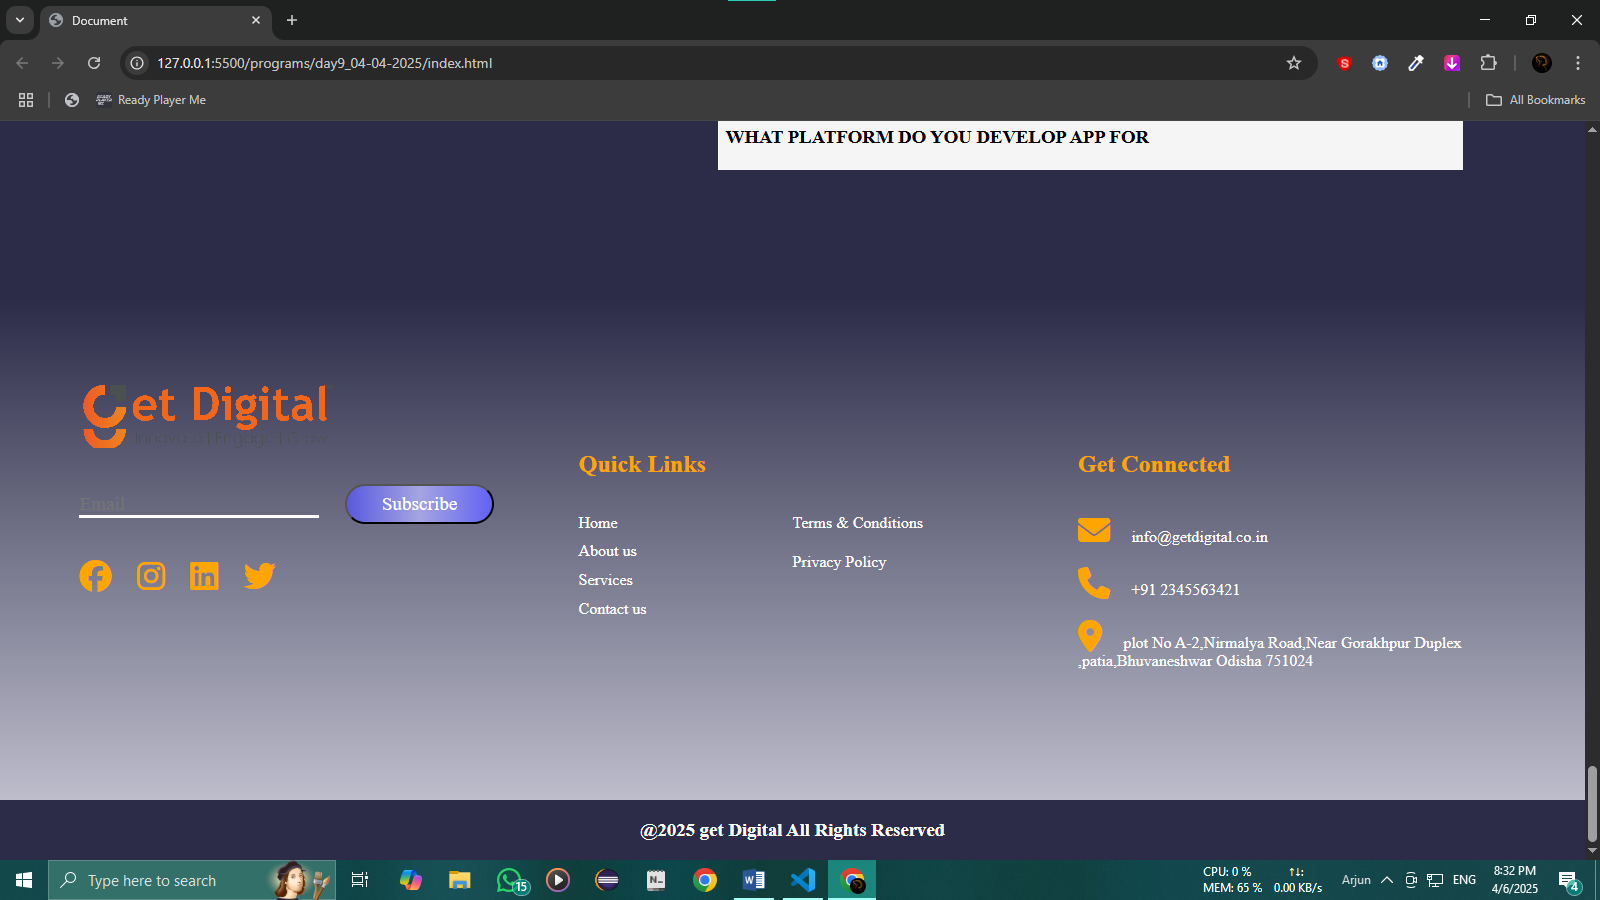 Document
127.0.0.1:5500/programs/day9_04-04-2025/index.html
Ready Player Me
All Bookmarks
WHAT PLATFORM DO YOU DEVELOP APP FOR
et Digital
Quick Links
Get Connected
Email
Subscribe
Home
Terms & Conditions
info@getdigital.co.in
About us
Privacy Policy
Services
+91 2345563421
Contact us
plot No A-2,Nirmalya Road,Near Gorakhpur Duplex
,patia,Bhuvaneshwar Odisha 751024
@2025 get Digital All Rights Reserved
Type here to search
15
CPU: 0 %
MEM: 65 %
0.00 KB/s
Arjun
ENG
8:32 PM
4/6/2025
4